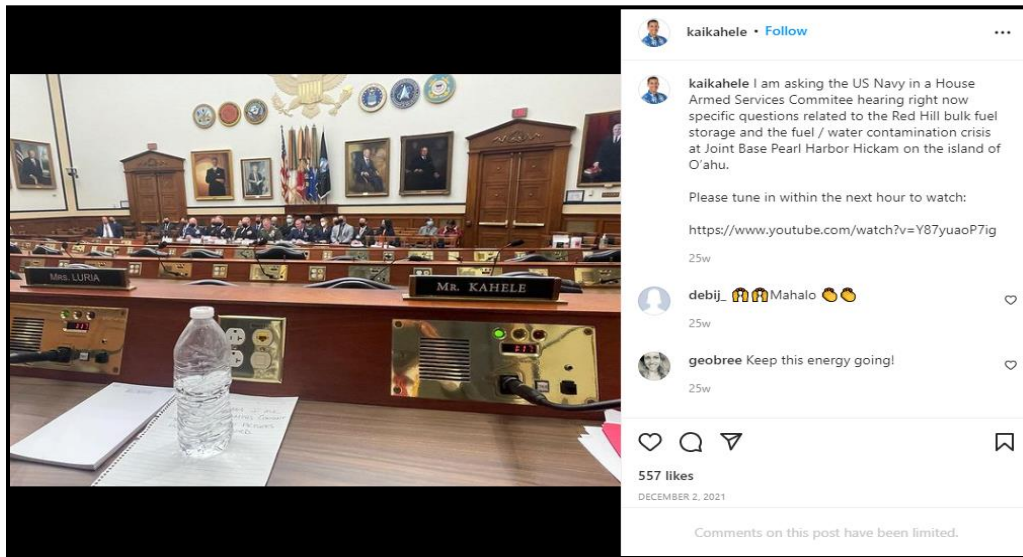 kaikahele • Follow
kaikahele I am asking the US Navy in a House
Armed Services Commitee hearing right now
specific questions related to the Red Hill bulk fuel
storage and the fuel / water contamination crisis
at Joint Base Pearl Harbor Hickam on the island of
O'ahu.
Please tune in within the next hour to watch:
https://www.youtube.com/watch?v=Y87yuaoP7ig
25w
debij_ 🙌🙌Mahalo 👏👏
25w
geobree Keep this energy going!
25w
557 likes
DECEMBER 2, 2021
Comments on this post have been limited.
MRS. LURIA
MR. KAHELE